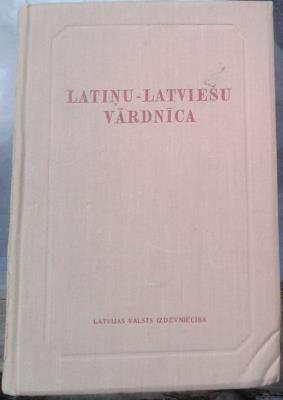 LATIŅU-LATVIEŠU
VĀRDNĪCA
LATVIJAS VALSTS IZDEVNIECĪBA